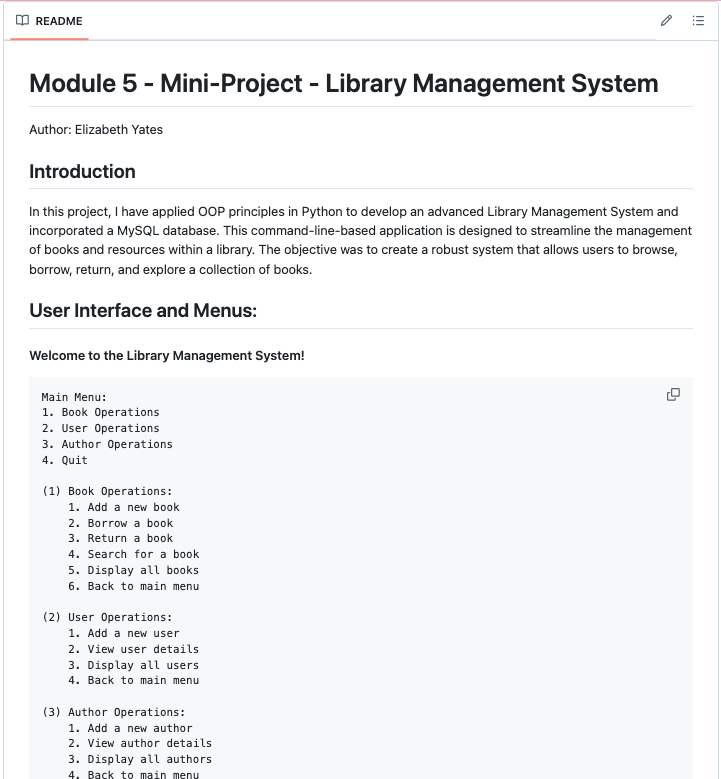 README
Module 5 - Mini-Project - Library Management System
Author: Elizabeth Yates
Introduction
In this project, I have applied OOP principles in Python to develop an advanced Library Management System and
incorporated a MySQL database. This command-line-based application is designed to streamline the management
of books and resources within a library. The objective was to create a robust system that allows users to browse,
borrow, return, and explore a collection of books.
User Interface and Menus:
Welcome to the Library Management System!
Main Menu:
1. Book Operations
2. User Operations
3. Author Operations
4. Quit
(1) Book Operations:
1. Add a new book
2. Borrow a book
3. Return a book
4. Search for a book
5. Display all books
6. Back to main menu
(2) User Operations:
1. Add a new user
2. View user details
3. Display all users
4. Back to main menu
(3) Author Operations:
1. Add a new author
2. View author details
3. Display all authors
4. Back to main menu